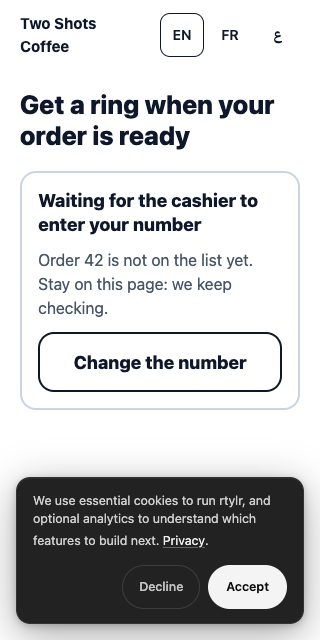 Two Shots
Coffee
EN FR ع
Get a ring when your
order is ready
Waiting for the cashier to
enter your number
Order 42 is not on the list yet.
Stay on this page: we keep
checking.
Change the number
We use essential cookies to run rtylr, and
optional analytics to understand which
features to build next. Privacy.
Decline Accept